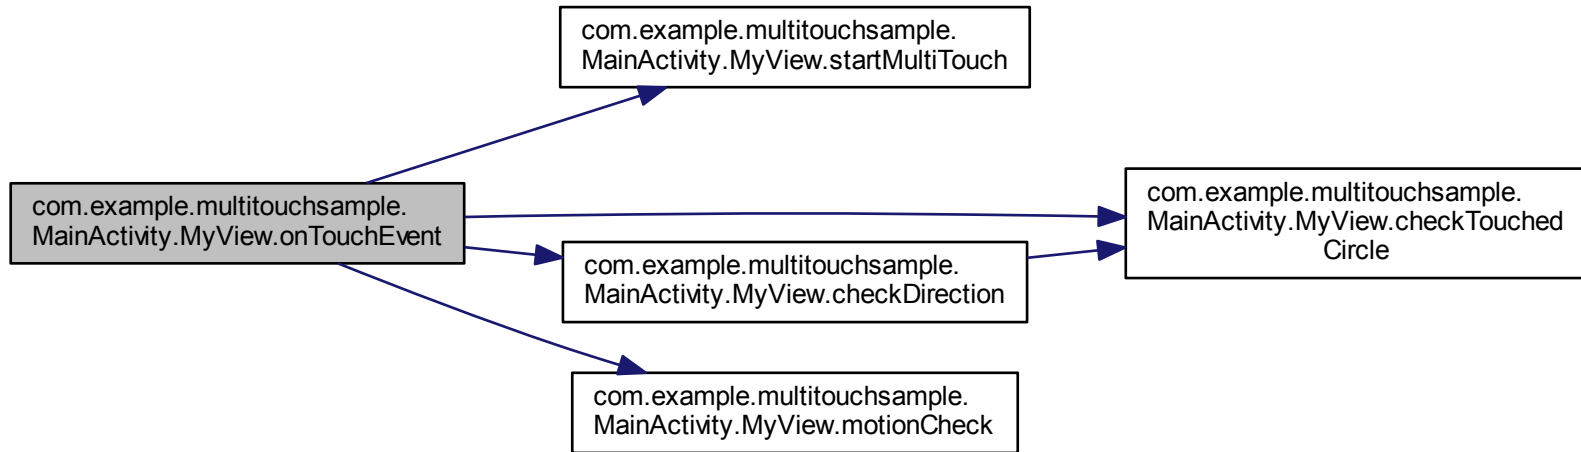 com.example.multitouchsample.
MainActivity.MyView.startMultiTouch
com.example.multitouchsample.
MainActivity.MyView.onTouchEvent
com.example.multitouchsample.
MainActivity.MyView.checkTouched
Circle
com.example.multitouchsample.
MainActivity.MyView.checkDirection
com.example.multitouchsample.
MainActivity.MyView.motionCheck